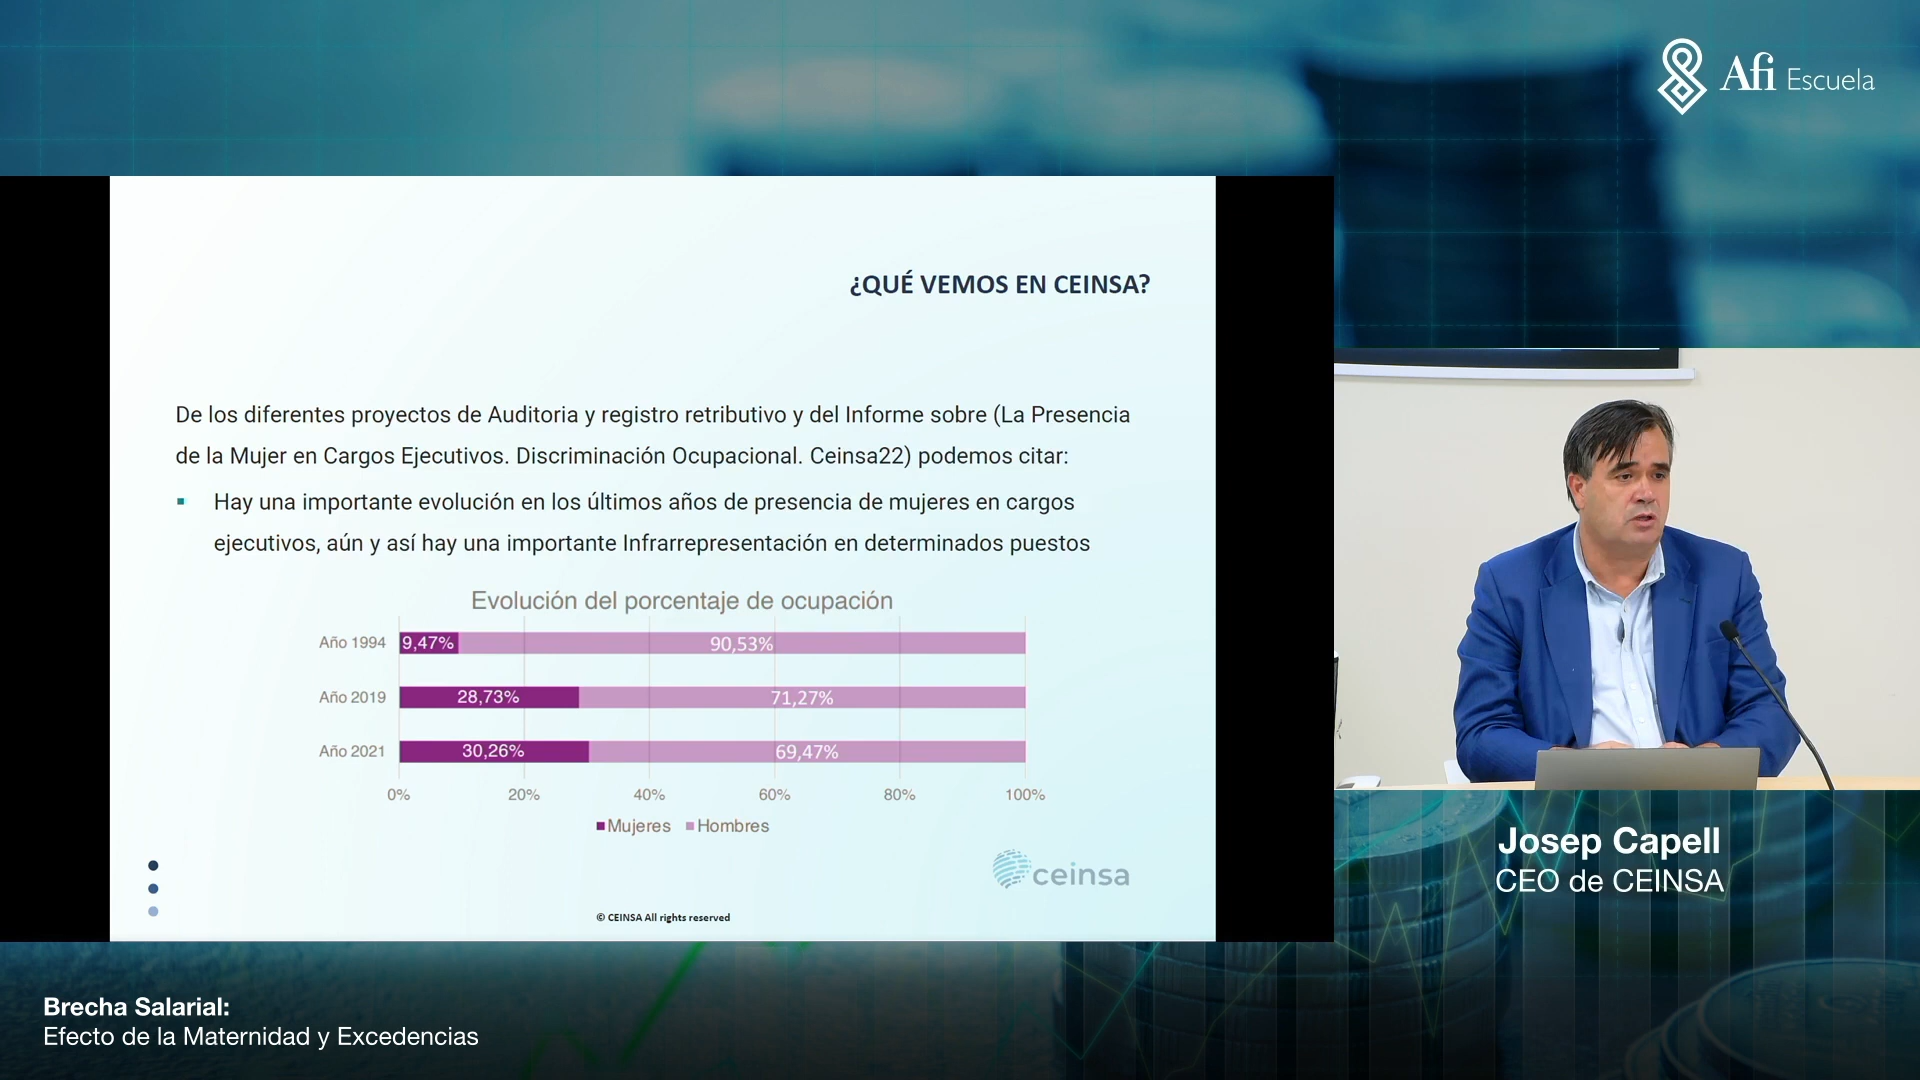 Afi Escuela
¿QUÉ VEMOS EN CEINSA?
De los diferentes proyectos de Auditoria y registro retributivo y del Informe sobre (La Presencia
de la Mujer en Cargos Ejecutivos. Discriminación Ocupacional. Ceinsa22) podemos citar:
▪ Hay una importante evolución en los últimos años de presencia de mujeres en cargos
ejecutivos, aún y así hay una importante Infrarrepresentación en determinados puestos
Evolución del porcentaje de ocupación
Año 1994 9,47% 90,53%
Año 2019 28,73% 71,27%
Año 2021 30,26% 69,47%
0% 20% 40% 60% 80% 100%
Mujeres Hombres
ceinsa
© CEINSA All rights reserved
Josep Capell
CEO de CEINSA
Brecha Salarial:
Efecto de la Maternidad y Excedencias